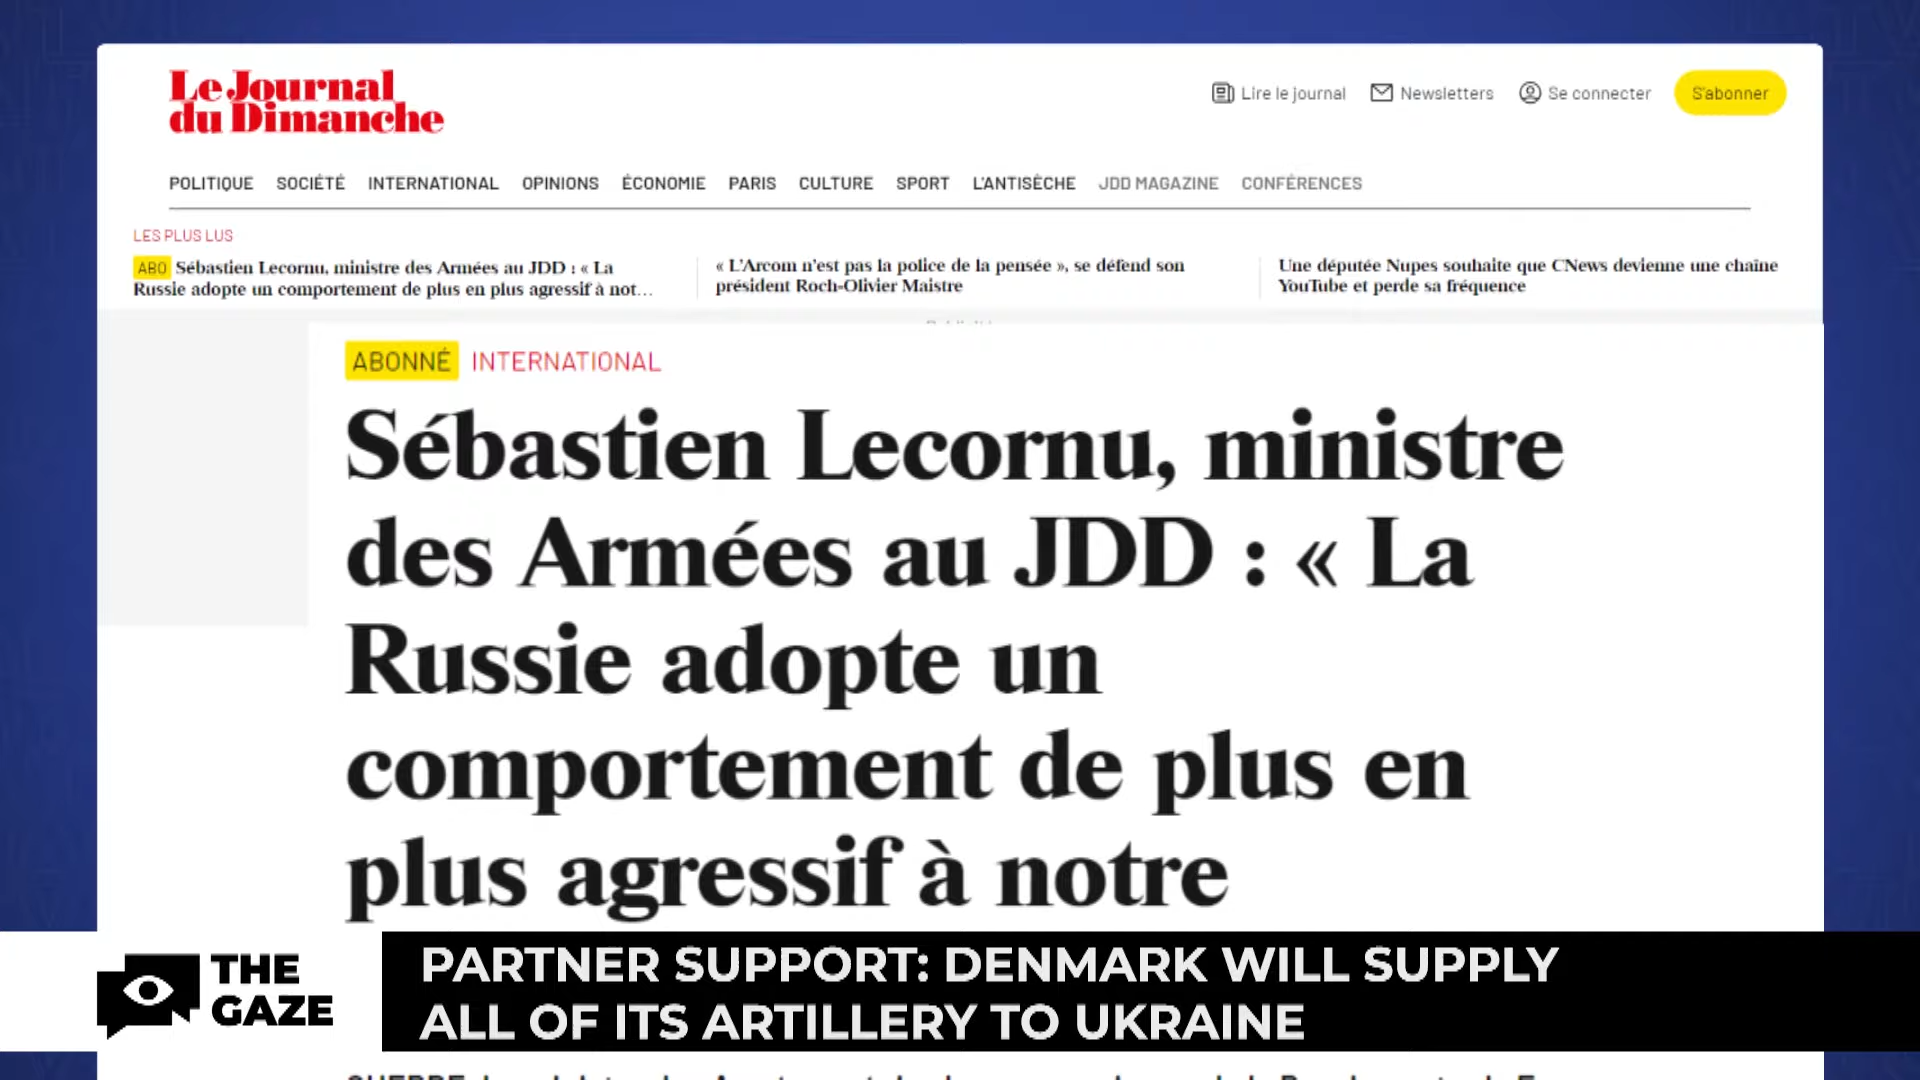 Le Journal
du Dimanche
Lire le journal Newsletters Se connecter S'abonner
POLITIQUE SOCIÉTÉ INTERNATIONAL OPINIONS ÉCONOMIE PARIS CULTURE SPORT L'ANTISÈCHE JDD MAGAZINE CONFÉRENCES
LES PLUS LUS
ABO Sébastien Lecornu, ministre des Armées au JDD : « La
Russie adopte un comportement de plus en plus agressif à not...
« L'Arcom n'est pas la police de la pensée », se défend son
président Roch-Olivier Maistre
Une députée Nupes souhaite que CNews devienne une chaîne
YouTube et perde sa fréquence
ABONNÉ INTERNATIONAL
Sébastien Lecornu, ministre
des Armées au JDD : « La
Russie adopte un
comportement de plus en
plus agressif à notre
THE
GAZE
PARTNER SUPPORT: DENMARK WILL SUPPLY
ALL OF ITS ARTILLERY TO UKRAINE